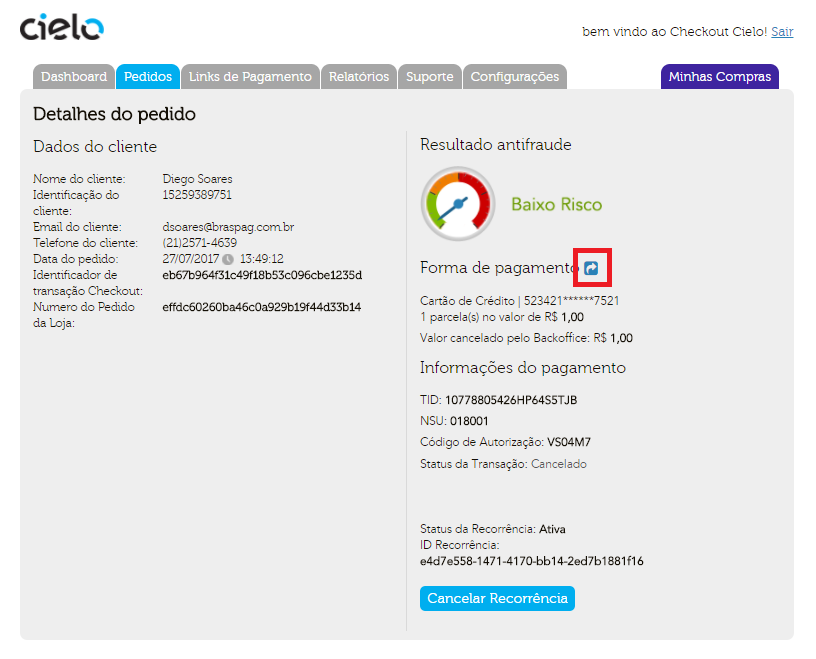 cielo
bem vindo ao Checkout Cielo! Sair
Dashboard Pedidos Links de Pagamento Relatórios Suporte Configurações Minhas Compras
Detalhes do pedido
Dados do cliente
Nome do cliente: Diego Soares
Identificação do cliente: 15259389751
Email do cliente: dsoares@braspag.com.br
Telefone do cliente: (21)2571-4639
Data do pedido: 27/07/2017 13:49:12
Identificador de transação Checkout: eb67b964f31c49f18b53c096cbe1235d
Numero do Pedido da Loja: effdc60260ba46c0a929b19f44d33b14
Resultado antifraude
Baixo Risco
Forma de pagamento
Cartão de Crédito | 523421******7521
1 parcela(s) no valor de R$ 1,00
Valor cancelado pelo Backoffice: R$ 1,00
Informações do pagamento
TID: 10778805426HP64S5TJB
NSU: 018001
Código de Autorização: VS04M7
Status da Transação: Cancelado
Status da Recorrência: Ativa
ID Recorrência:
e4d7e558-1471-4170-bb14-2ed7b1881f16
Cancelar Recorrência